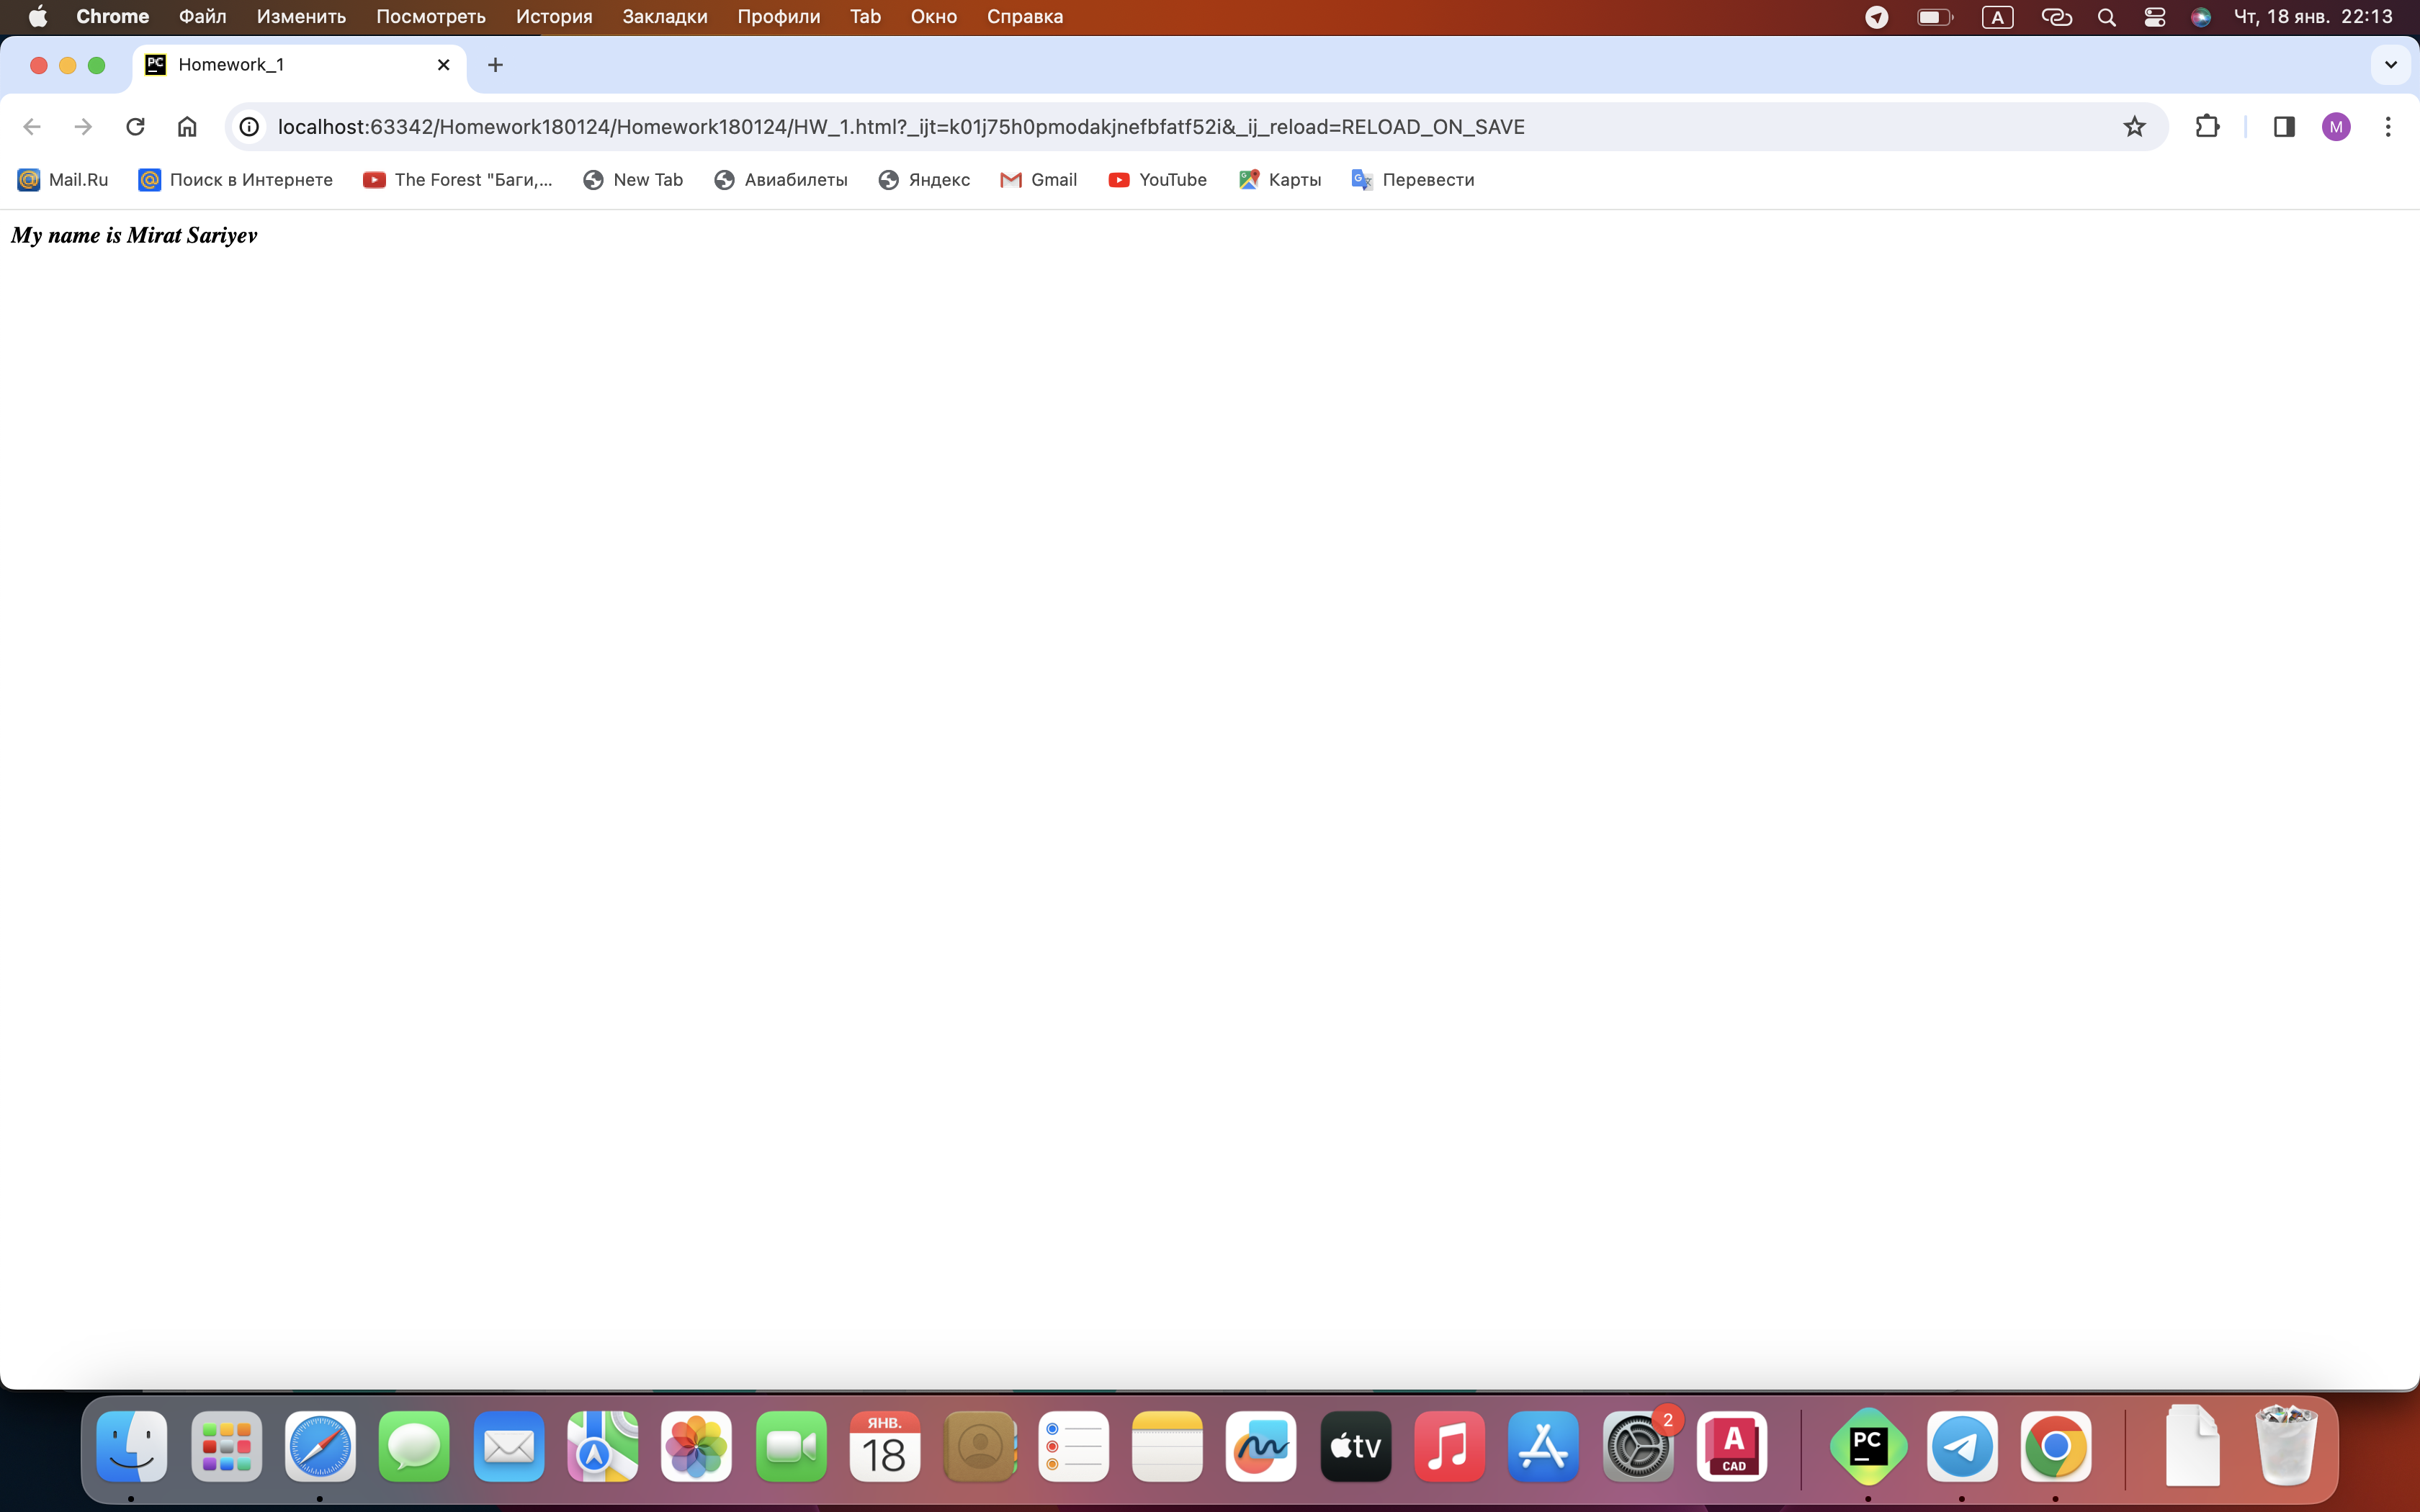 Chrome Файл Изменить Посмотреть История Закладки Профили Tab Окно Справка A Чт, 18 янв. 22:13
PC Homework_1
localhost:63342/Homework180124/Homework180124/HW_1.html?_ijt=k01j75h0pmodakjnefbfatf52i&_ij_reload=RELOAD_ON_SAVE M
Mail.Ru Поиск в Интернете The Forest "Баги,... New Tab Авиабилеты Яндекс Gmail YouTube Карты Перевести
My name is Mirat Sariyev
ЯНВ.
18
tv
2
A
CAD
PC